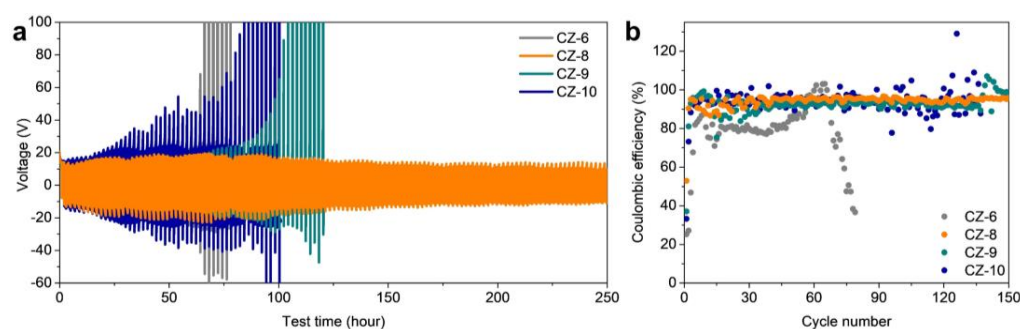 a
100
80
60
40
20
0
-20
-40
-60
Voltage (V)
0
50
100
150
200
250
Test time (hour)
CZ-6
CZ-8
CZ-9
CZ-10
b
120
100
80
60
40
20
0
Coulombic efficiency (%)
0
30
60
90
120
150
Cycle number
CZ-6
CZ-8
CZ-9
CZ-10